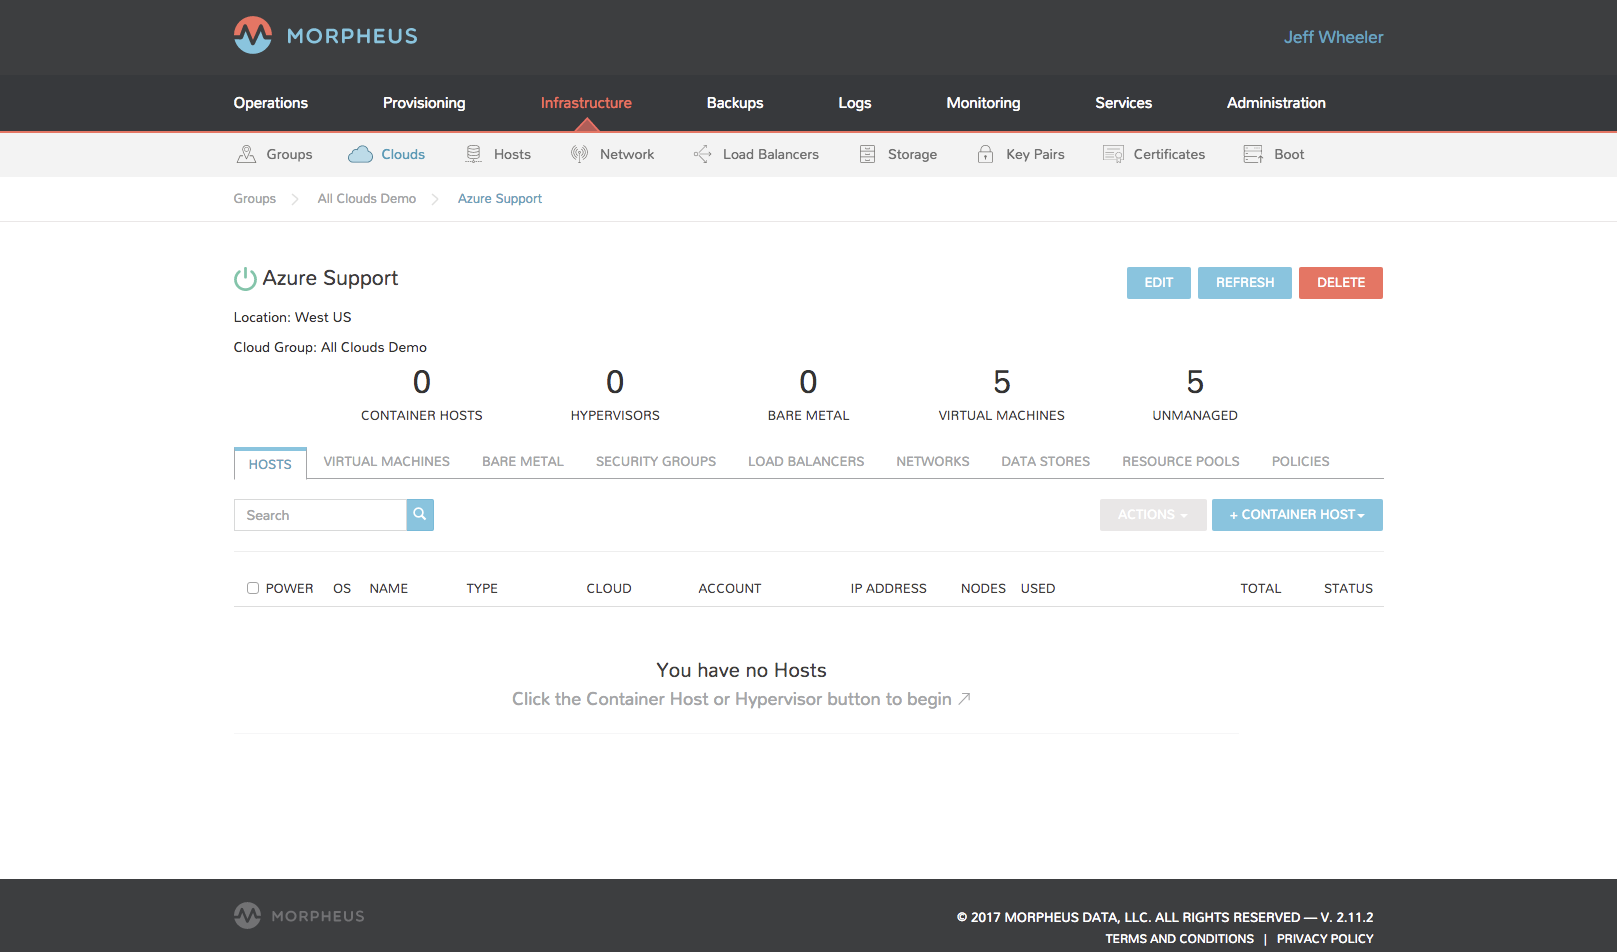 MORPHEUS
Jeff Wheeler
Operations Provisioning Infrastructure Backups Logs Monitoring Services Administration
Groups Clouds Hosts Network Load Balancers Storage Key Pairs Certificates Boot
Groups All Clouds Demo Azure Support
Azure Support
EDIT REFRESH DELETE
Location: West US
Cloud Group: All Clouds Demo
0 0 0 5 5
CONTAINER HOSTS HYPERVISORS BARE METAL VIRTUAL MACHINES UNMANAGED
HOSTS VIRTUAL MACHINES BARE METAL SECURITY GROUPS LOAD BALANCERS NETWORKS DATA STORES RESOURCE POOLS POLICIES
Search ACTIONS + CONTAINER HOST
POWER OS NAME TYPE CLOUD ACCOUNT IP ADDRESS NODES USED TOTAL STATUS
You have no Hosts
Click the Container Host or Hypervisor button to begin
MORPHEUS
© 2017 MORPHEUS DATA, LLC. ALL RIGHTS RESERVED — V. 2.11.2
TERMS AND CONDITIONS | PRIVACY POLICY